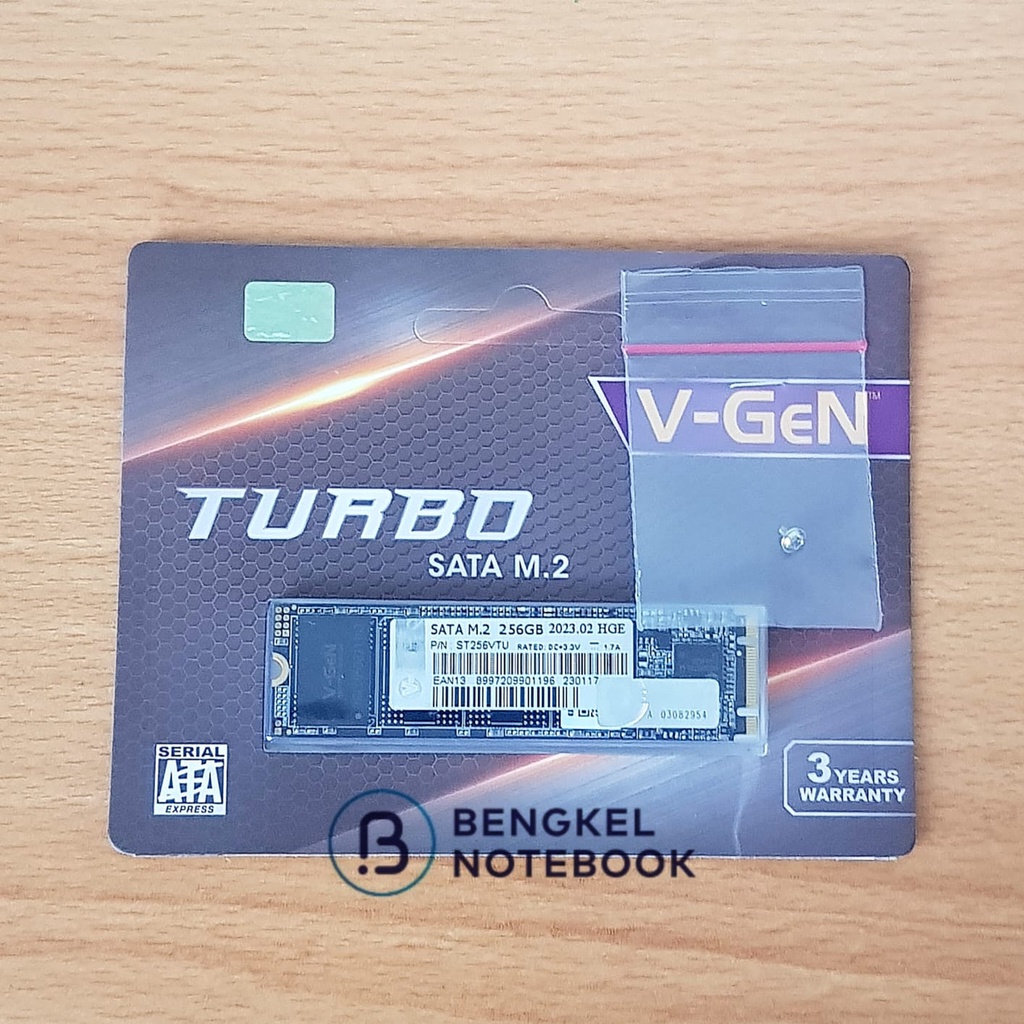 V-GeN™
TURBO
SATA M.2
V-GeN
SATA M.2 256GB 2023.02 HGE
P/N: ST256VTU RATED: DC+3.3V ⎓ 1.7A
EAN13 8997209901196 230117
A 03082954
SERIAL
ATA
EXPRESS
3 YEARS
WARRANTY
BENGKEL
NOTEBOOK